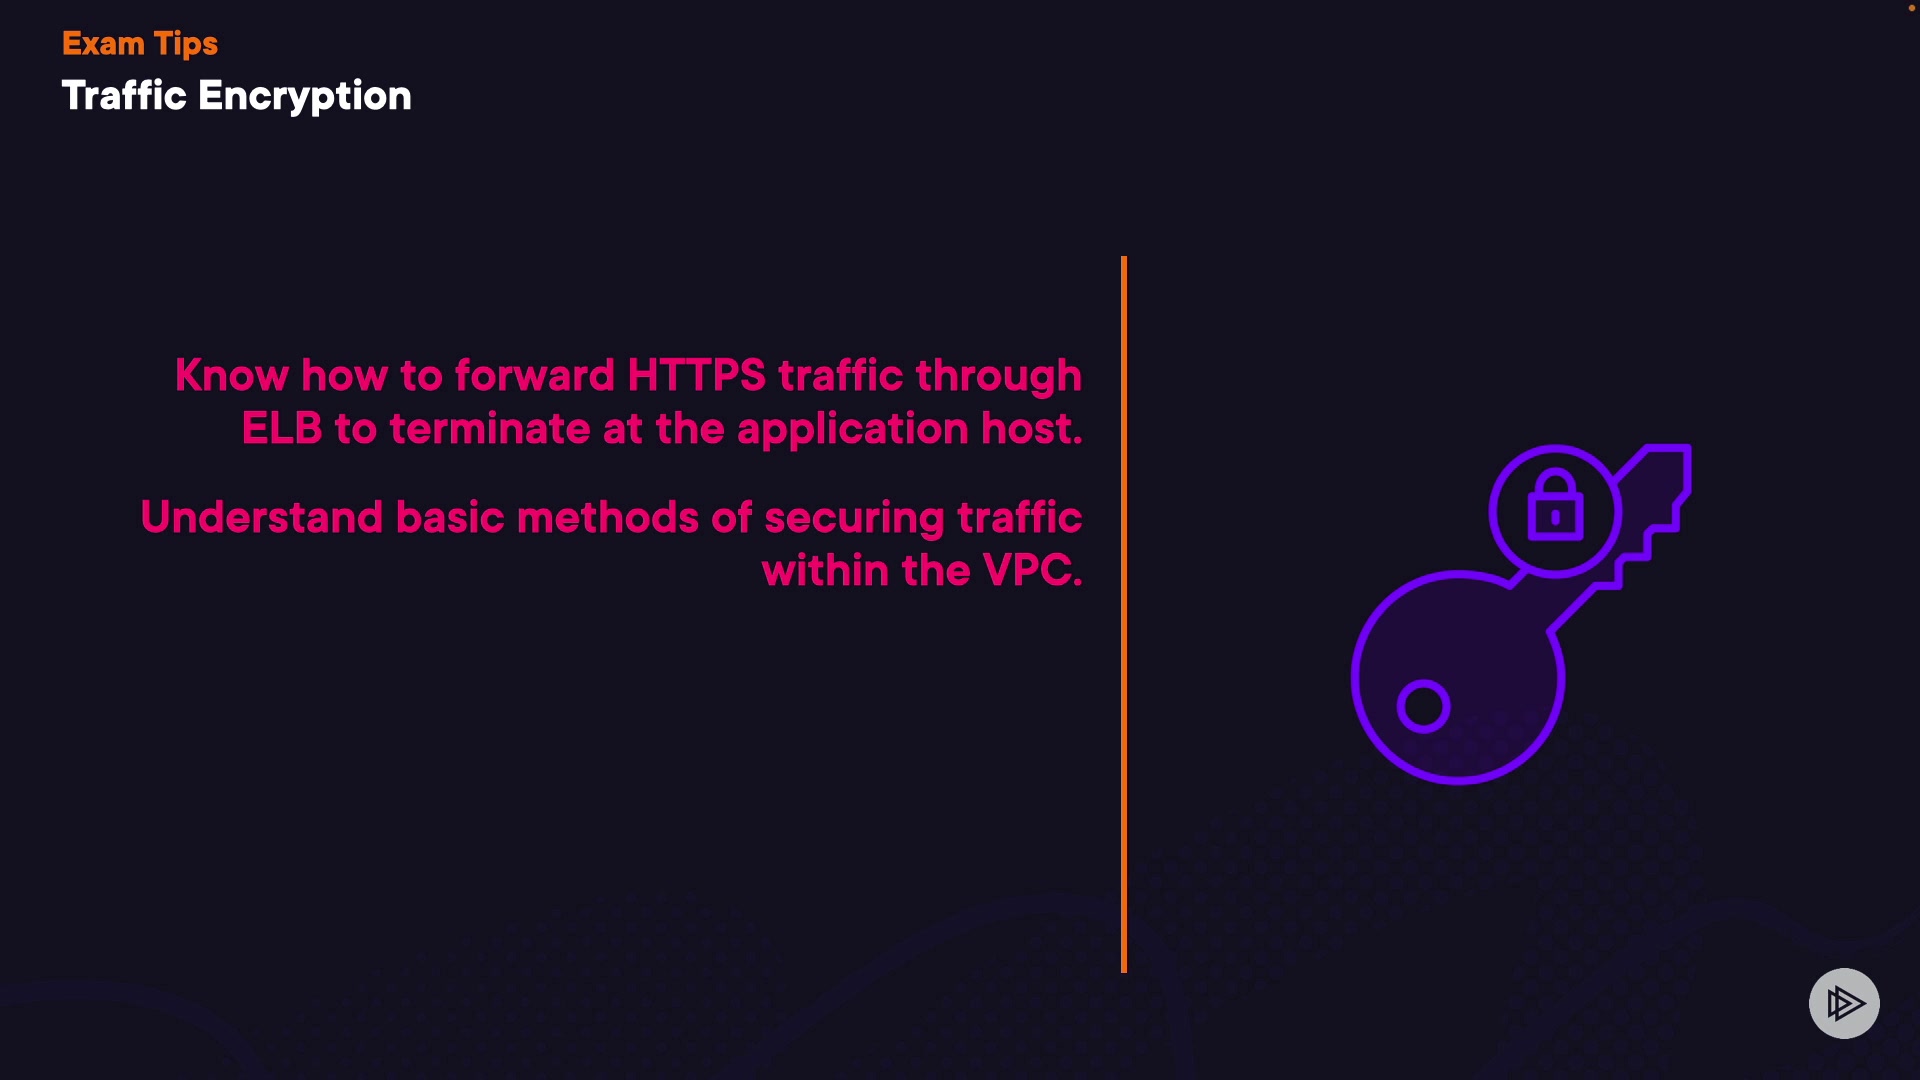 Exam Tips
Traffic Encryption
Know how to forward HTTPS traffic through
ELB to terminate at the application host.
Understand basic methods of securing traffic
within the VPC.